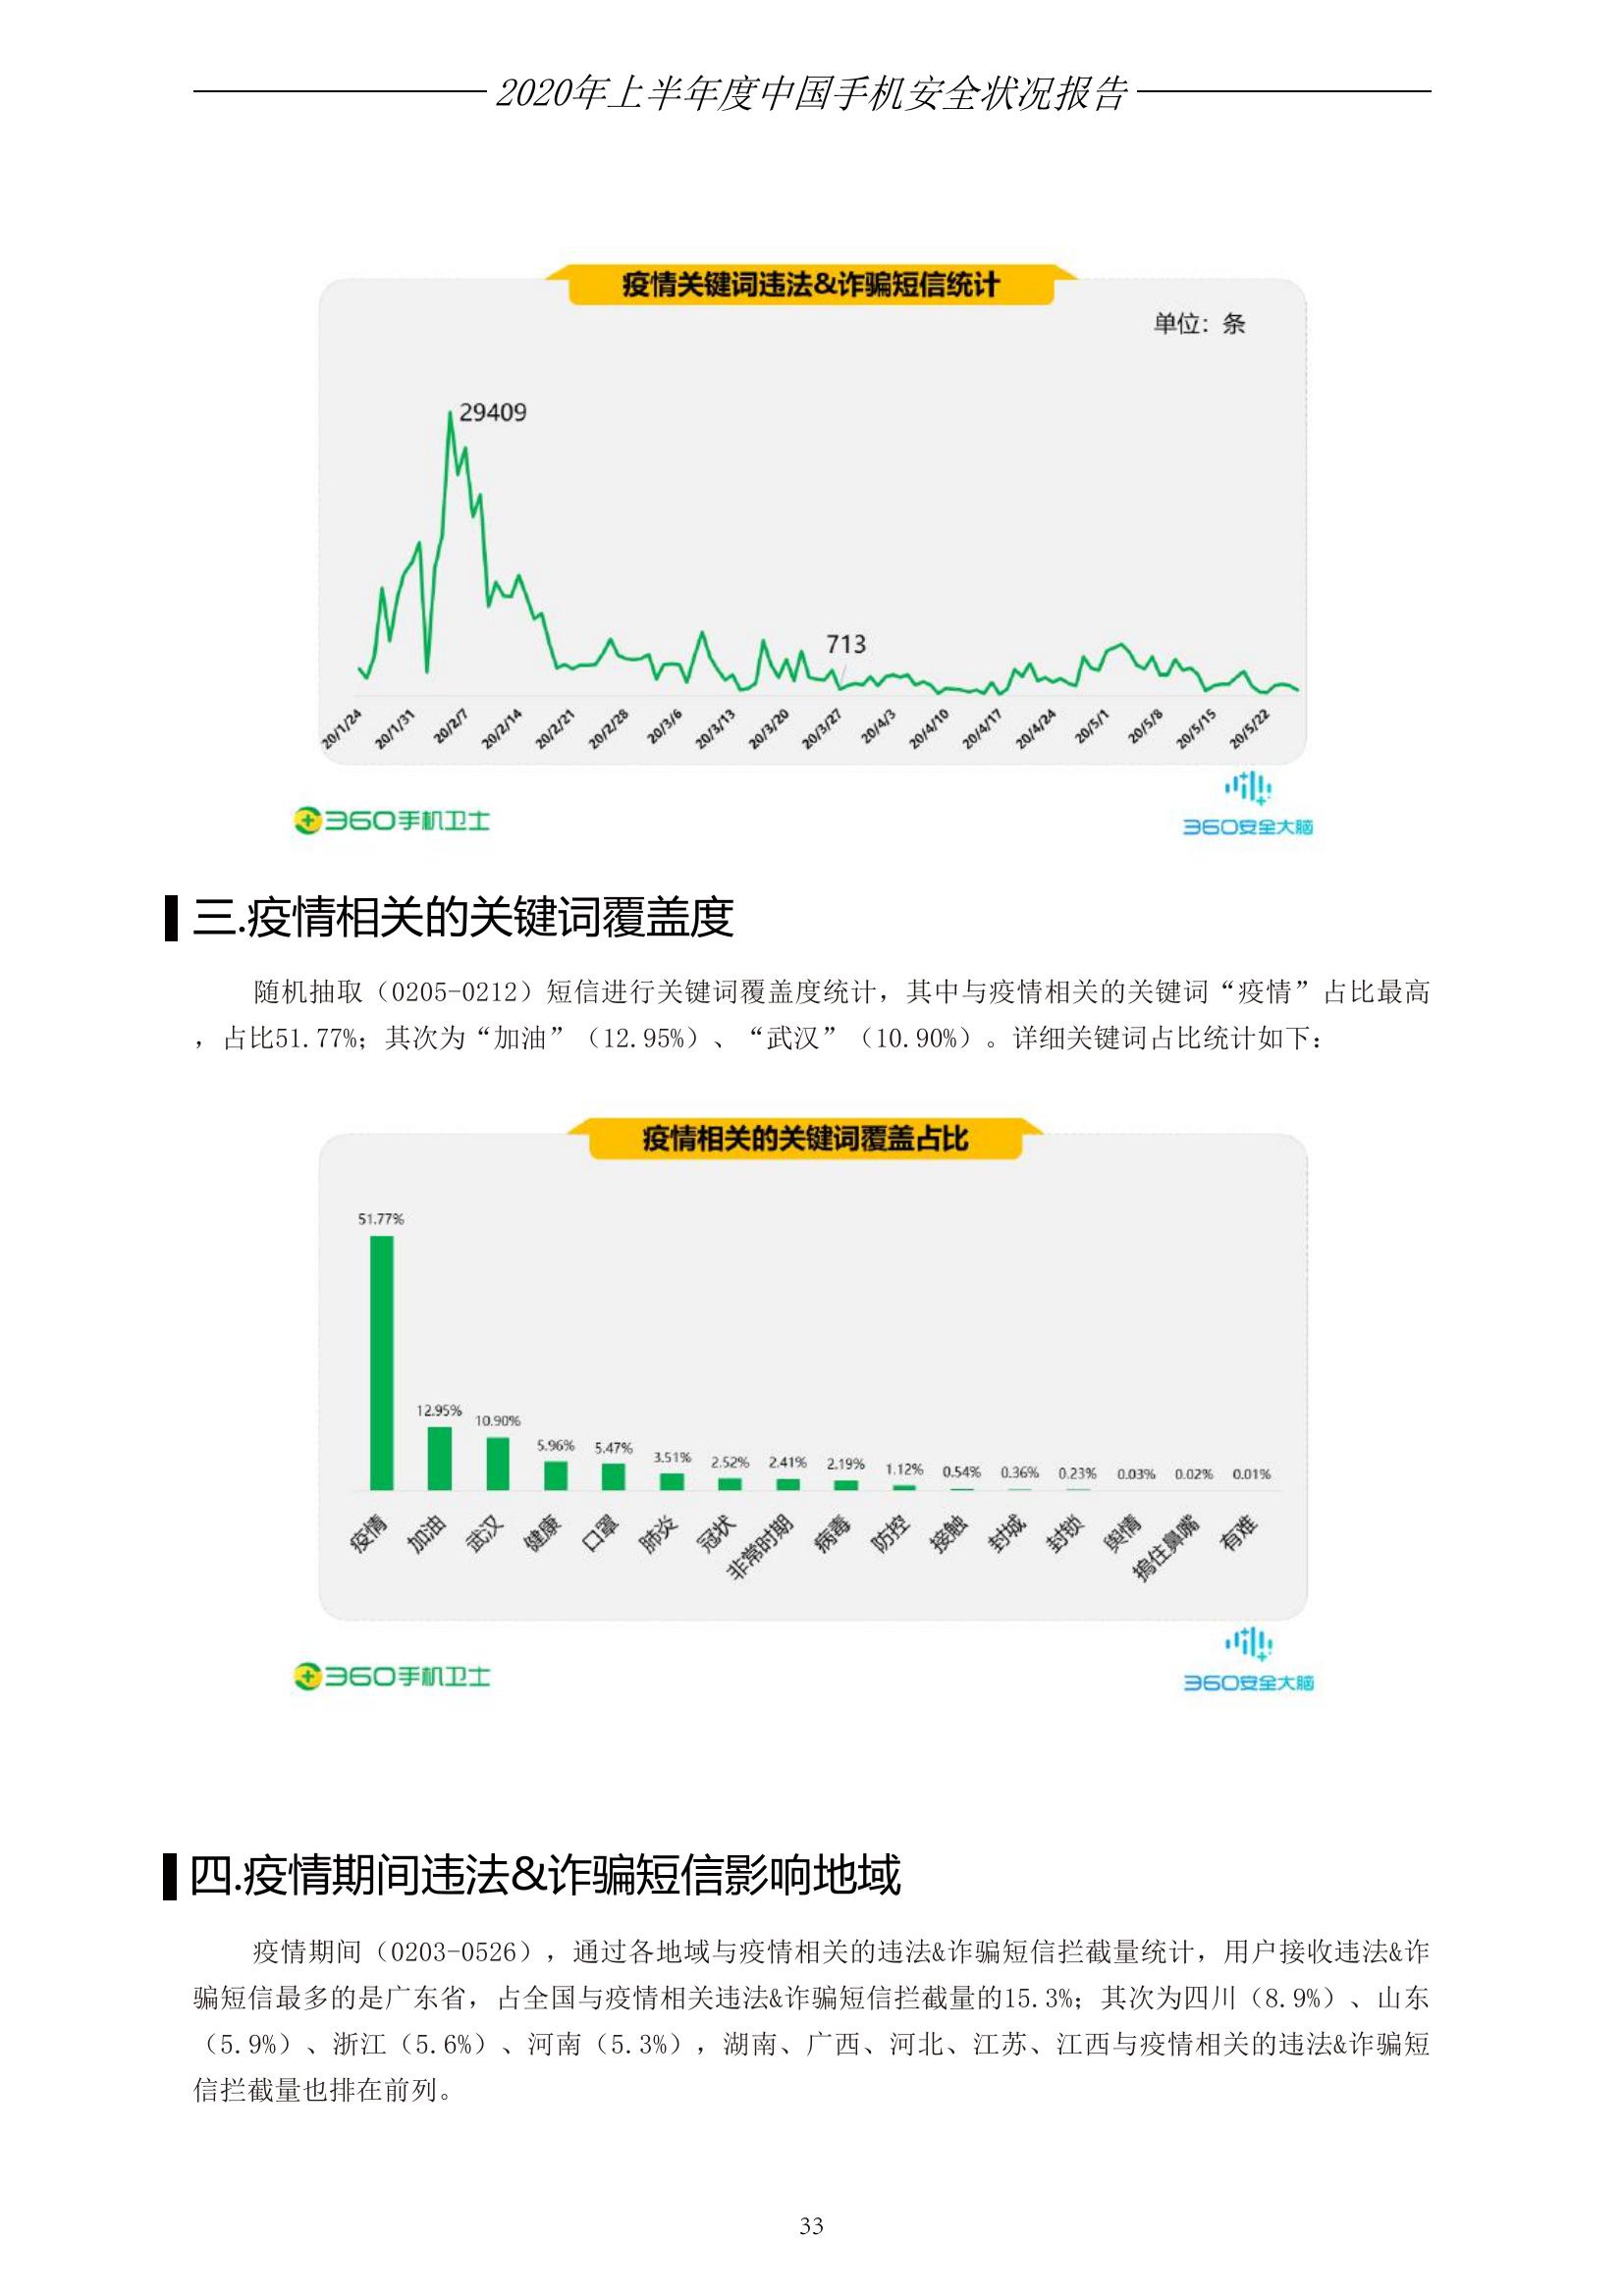 2020年上半年度中国手机安全状况报告
疫情关键词违法&诈骗短信统计
单位：条
29409
713
20/1/24
20/1/31
20/2/7
20/2/14
20/2/21
20/2/28
20/3/6
20/3/13
20/3/20
20/3/27
20/4/3
20/4/10
20/4/17
20/4/24
20/5/1
20/5/8
20/5/15
20/5/22
360手机卫士
360安全大脑
三.疫情相关的关键词覆盖度
随机抽取（0205-0212）短信进行关键词覆盖度统计，其中与疫情相关的关键词“疫情”占比最高
，占比51.77%；其次为“加油”（12.95%）、“武汉”（10.90%）。详细关键词占比统计如下：
疫情相关的关键词覆盖占比
51.77%
12.95%
10.90%
5.96%
5.47%
3.51%
2.52%
2.41%
2.19%
1.12%
0.54%
0.36%
0.23%
0.03%
0.02%
0.01%
疫情
加油
武汉
健康
口罩
肺炎
冠状
非常时期
病毒
防控
接触
封城
封锁
舆情
捂住鼻嘴
有难
360手机卫士
360安全大脑
四.疫情期间违法&诈骗短信影响地域
疫情期间（0203-0526），通过各地域与疫情相关的违法&诈骗短信拦截量统计，用户接收违法&诈
骗短信最多的是广东省，占全国与疫情相关违法&诈骗短信拦截量的15.3%；其次为四川（8.9%）、山东
（5.9%）、浙江（5.6%）、河南（5.3%），湖南、广西、河北、江苏、江西与疫情相关的违法&诈骗短
信拦截量也排在前列。
33